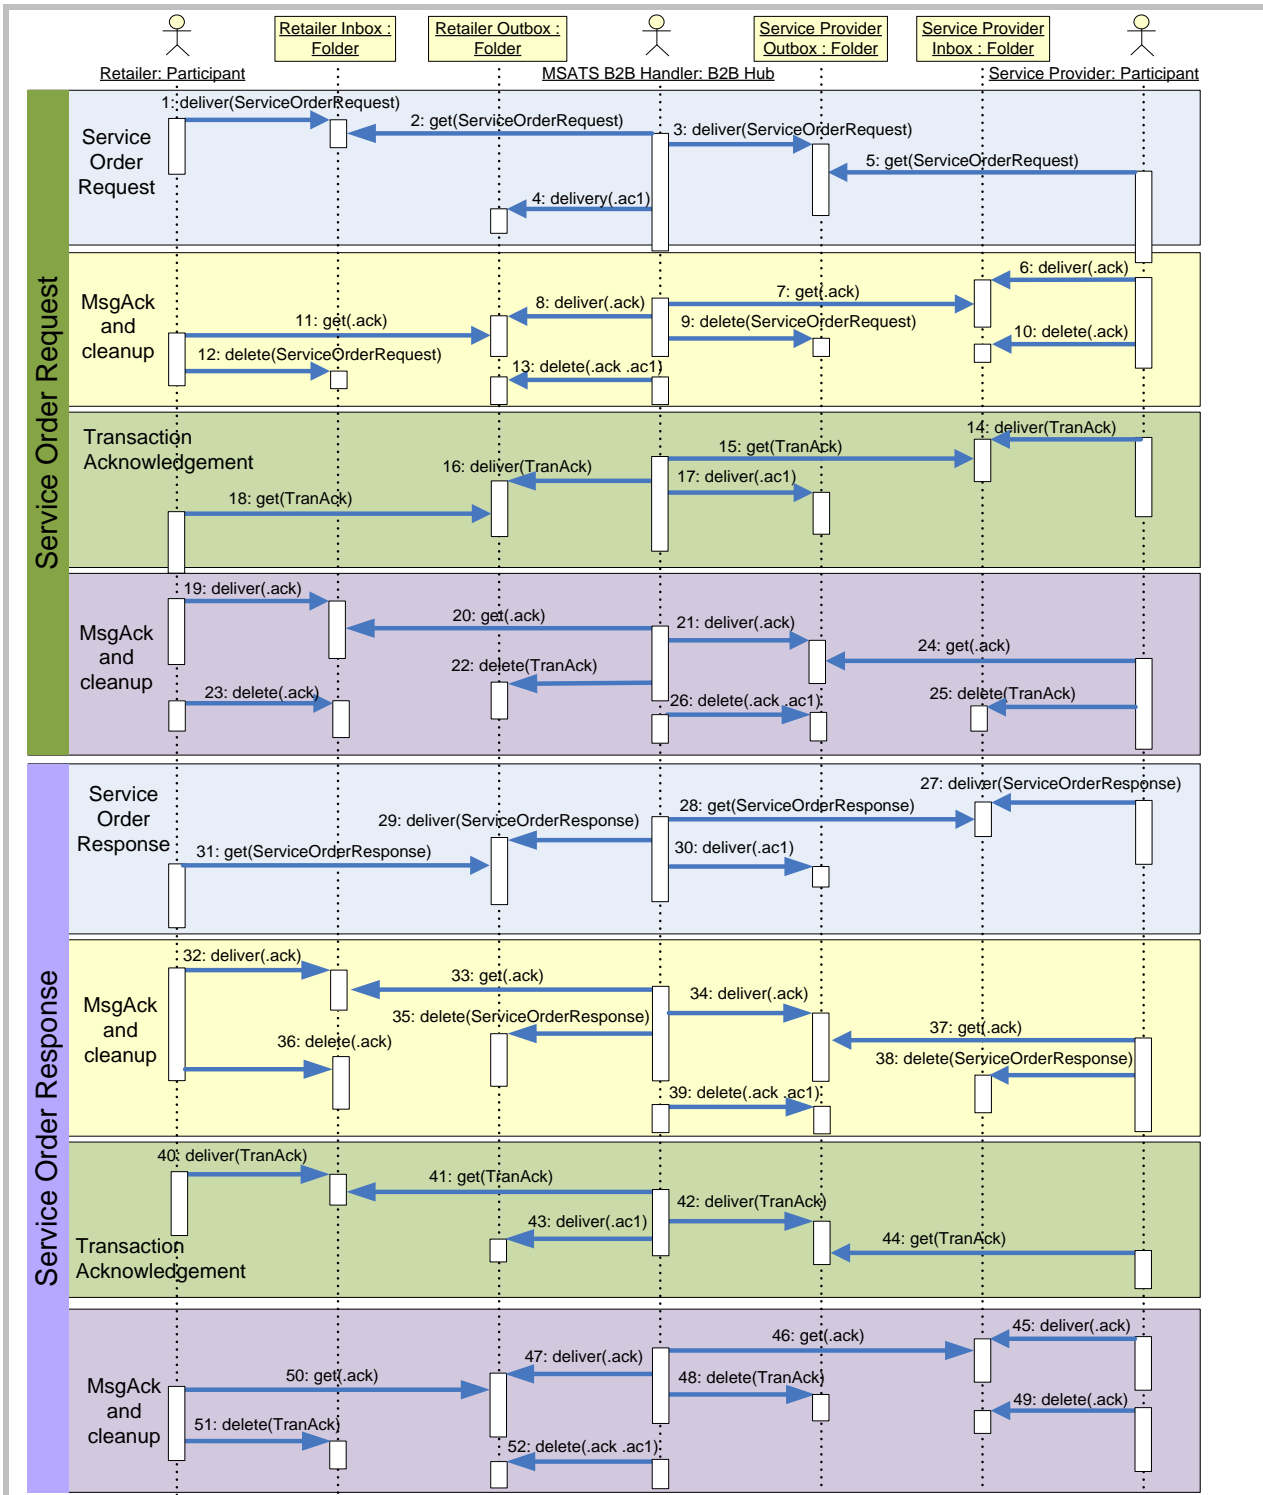 Retailer Inbox :
Folder
Retailer Outbox :
Folder
Service Provider
Outbox : Folder
Service Provider
Inbox : Folder
Retailer: Participant
MSATS B2B Handler: B2B Hub
Service Provider: Participant
Service Order Request
Service
Order
Request
1: deliver(ServiceOrderRequest)
2: get(ServiceOrderRequest)
3: deliver(ServiceOrderRequest)
5: get(ServiceOrderRequest)
4: delivery(.ac1)
MsgAck
and
cleanup
6: deliver(.ack)
7: get(.ack)
8: deliver(.ack)
11: get(.ack)
9: delete(ServiceOrderRequest)
10: delete(.ack)
12: delete(ServiceOrderRequest)
13: delete(.ack .ac1)
Transaction
Acknowledgement
14: deliver(TranAck)
15: get(TranAck)
16: deliver(TranAck)
17: deliver(.ac1)
18: get(TranAck)
MsgAck
and
cleanup
19: deliver(.ack)
20: get(.ack)
21: deliver(.ack)
24: get(.ack)
22: delete(TranAck)
23: delete(.ack)
25: delete(TranAck)
26: delete(.ack .ac1)
Service Order Response
Service
Order
Response
27: deliver(ServiceOrderResponse)
28: get(ServiceOrderResponse)
29: deliver(ServiceOrderResponse)
30: deliver(.ac1)
31: get(ServiceOrderResponse)
MsgAck
and
cleanup
32: deliver(.ack)
33: get(.ack)
34: deliver(.ack)
35: delete(ServiceOrderResponse)
37: get(.ack)
36: delete(.ack)
38: delete(ServiceOrderResponse)
39: delete(.ack .ac1)
Transaction
Acknowledgement
40: deliver(TranAck)
41: get(TranAck)
42: deliver(TranAck)
43: deliver(.ac1)
44: get(TranAck)
MsgAck
and
cleanup
45: deliver(.ack)
46: get(.ack)
47: deliver(.ack)
50: get(.ack)
48: delete(TranAck)
49: delete(.ack)
51: delete(TranAck)
52: delete(.ack .ac1)